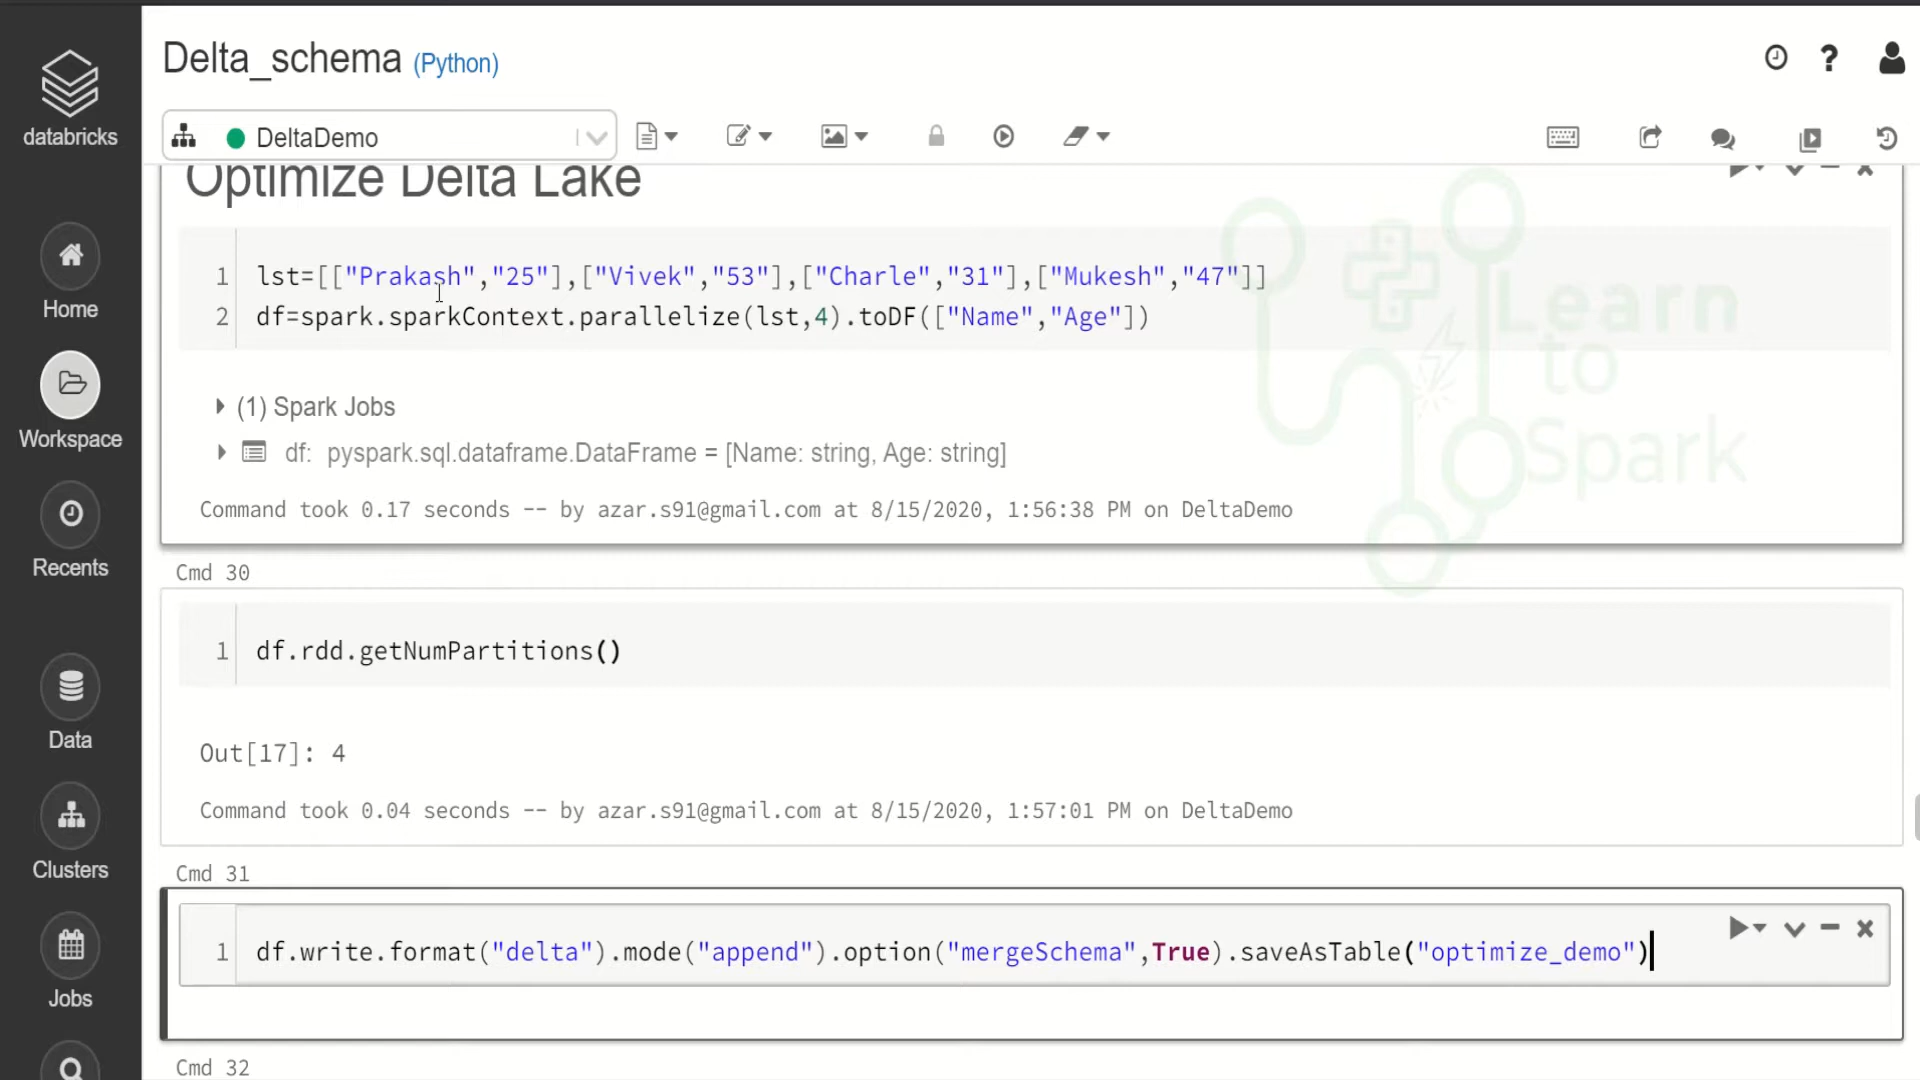 databricks
Delta_schema (Python)
DeltaDemo
Home
Workspace
Recents
Data
Clusters
Jobs
Optimize Delta Lake
1 lst=[["Prakash","25"],["Vivek","53"],["Charle","31"],["Mukesh","47"]]
2 df=spark.sparkContext.parallelize(lst,4).toDF(["Name","Age"])
(1) Spark Jobs
df: pyspark.sql.dataframe.DataFrame = [Name: string, Age: string]
Command took 0.17 seconds -- by azar.s91@gmail.com at 8/15/2020, 1:56:38 PM on DeltaDemo
Learn
to
Spark
Cmd 30
1 df.rdd.getNumPartitions()
Out[17]: 4
Command took 0.04 seconds -- by azar.s91@gmail.com at 8/15/2020, 1:57:01 PM on DeltaDemo
Cmd 31
1 df.write.format("delta").mode("append").option("mergeSchema",True).saveAsTable("optimize_demo")
Cmd 32